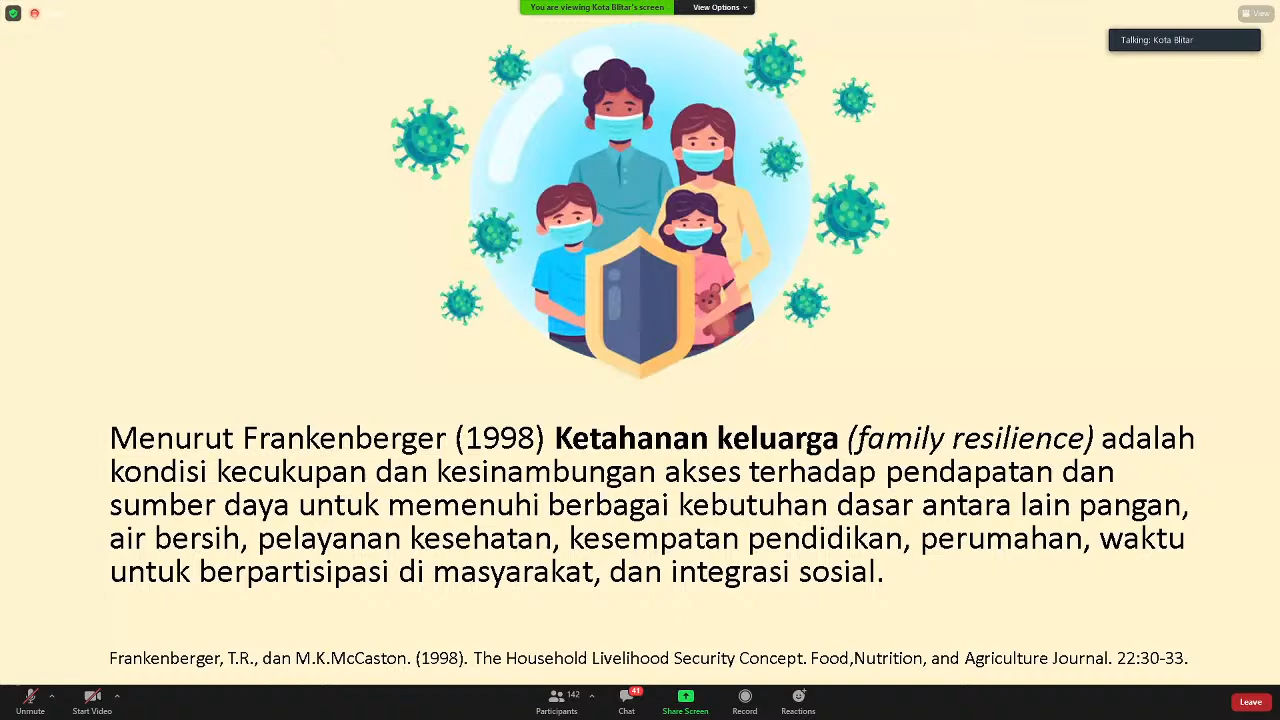 You are viewing Kota Blitar's screen
View Options
View
Talking: Kota Blitar
Menurut Frankenberger (1998) Ketahanan keluarga (family resilience) adalah
kondisi kecukupan dan kesinambungan akses terhadap pendapatan dan
sumber daya untuk memenuhi berbagai kebutuhan dasar antara lain pangan,
air bersih, pelayanan kesehatan, kesempatan pendidikan, perumahan, waktu
untuk berpartisipasi di masyarakat, dan integrasi sosial.
Frankenberger, T.R., dan M.K.McCaston. (1998). The Household Livelihood Security Concept. Food,Nutrition, and Agriculture Journal. 22:30-33.
Unmute
Start Video
142
Participants
41
Chat
Share Screen
Record
Reactions
Leave